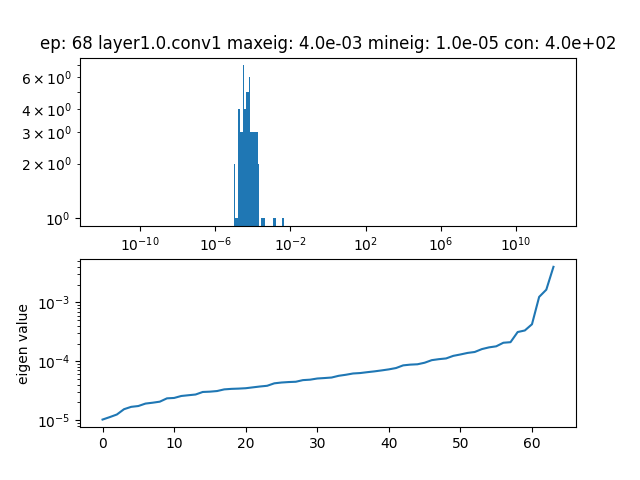 ep: 68 layer1.0.conv1 maxeig: 4.0e-03 mineig: 1.0e-05 con: 4.0e+02
6 × 10⁰
4 × 10⁰
3 × 10⁰
2 × 10⁰
10⁰
10⁻¹⁰ 10⁻⁶ 10⁻² 10² 10⁶ 10¹⁰
eigen value
10⁻³
10⁻⁴
10⁻⁵
0 10 20 30 40 50 60